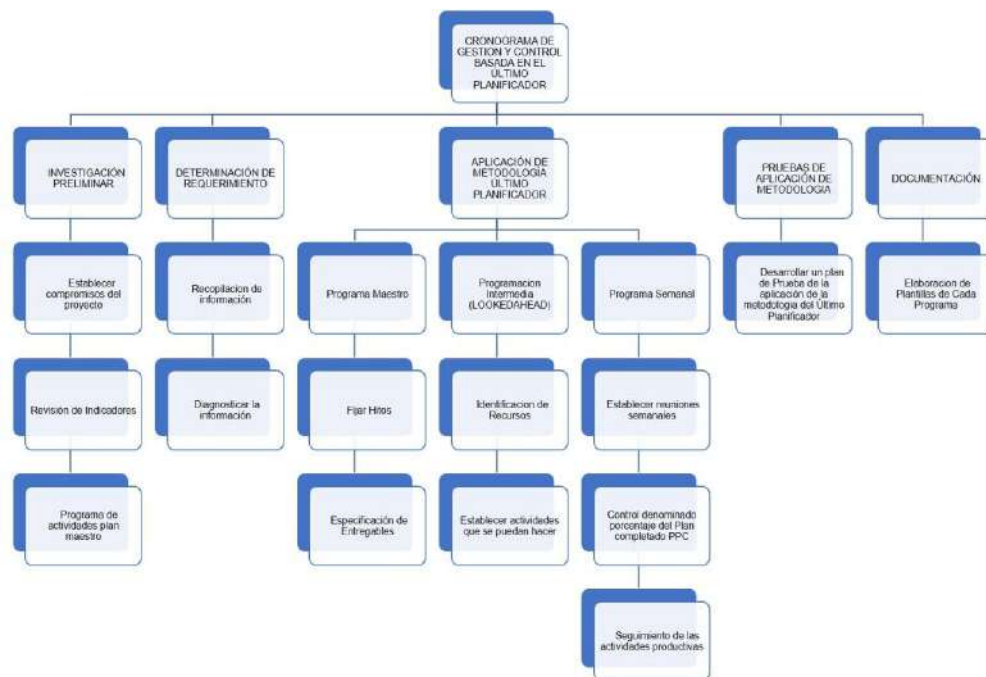 CRONOGRAMA DE
GESTION Y CONTROL
BASADA EN EL
ÚLTIMO
PLANIFICADOR
INVESTIGACIÓN
PRELIMINAR
DETERMINACIÓN DE
REQUERIMIENTO
APLICACIÓN DE
METODOLOGIA
ÚLTIMO
PLANIFICADOR
PRUEBAS DE
APLICACIÓN DE
METODOLOGIA
DOCUMENTACIÓN
Establecer
compromisos del
proyecto
Recopilacion de
información
Programa Maestro
Programacion
Intermedia
(LOOKEDAHEAD)
Programa Semanal
Desarrollar un plan
de Prueba de la
aplicación de la
metodologia del Último
Planificador
Elaboracion de
Plantillas de Cada
Programa
Revisión de Indicadores
Diagnosticar la
información
Fijar Hitos
Identificacion de
Recursos
Establecer reuniones
semanales
Programa de
actividades plan
maestro
Especificación de
Entregables
Establecer actividades
que se puedan hacer
Control denominado
porcentaje del Plan
completado PPC
Seguimiento de las
actividades productivas